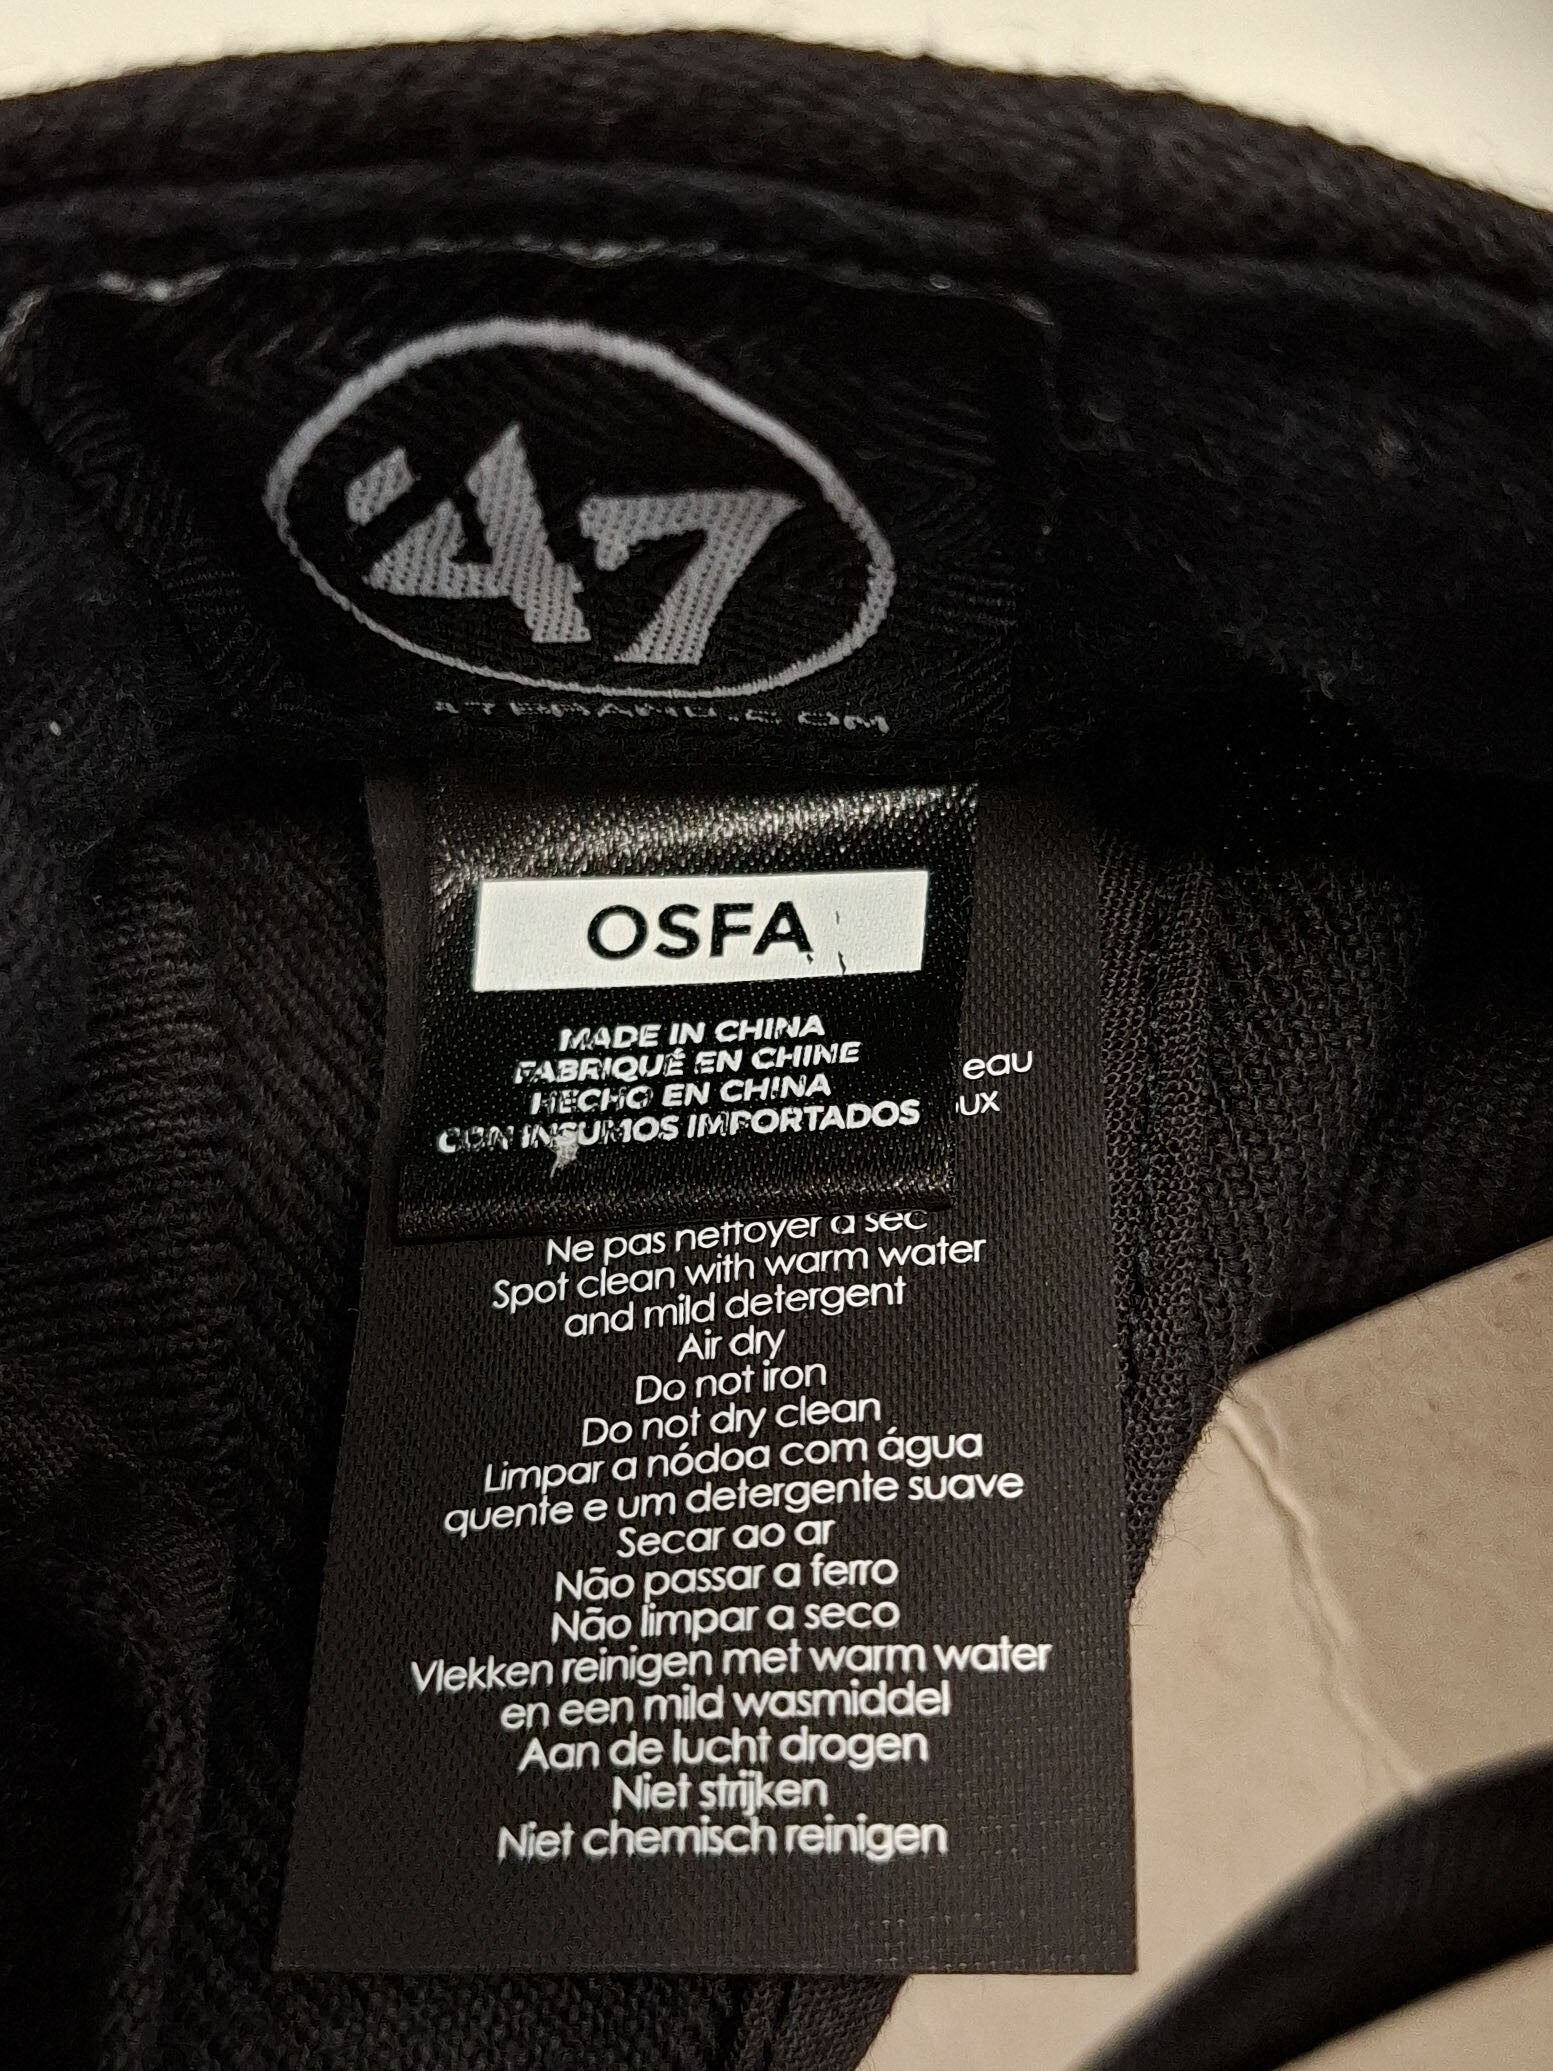 47
47BRAND.COM
OSFA
MADE IN CHINA
FABRIQUÉ EN CHINE
HECHO EN CHINA
CON INSUMOS IMPORTADOS
eau
Ne pas nettoyer à sec
Spot clean with warm water
and mild detergent
Air dry
Do not iron
Do not dry clean
Limpar a nódoa com água
quente e um detergente suave
Secar ao ar
Não passar a ferro
Não limpar a seco
Vlekken reinigen met warm water
en een mild wasmiddel
Aan de lucht drogen
Niet strijken
Niet chemisch reinigen